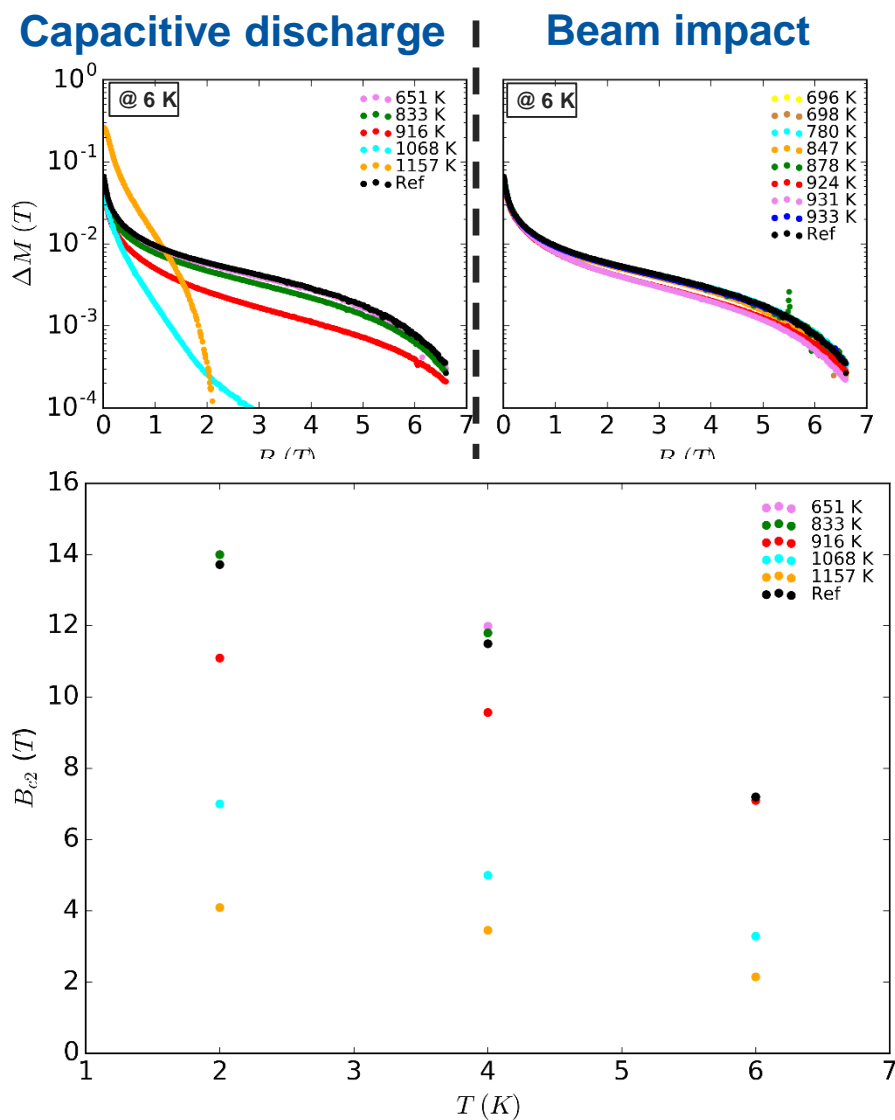 Capacitive discharge
Beam impact
@ 6 K
651 K
833 K
916 K
1068 K
1157 K
Ref
10^0
10^-1
10^-2
10^-3
10^-4
ΔM (T)
0 1 2 3 4 5 6 7
B (T)
@ 6 K
696 K
698 K
780 K
847 K
878 K
924 K
931 K
933 K
Ref
0 1 2 3 4 5 6 7
B (T)
651 K
833 K
916 K
1068 K
1157 K
Ref
16
14
12
10
8
6
4
2
0
B_{c2} (T)
1 2 3 4 5 6 7
T (K)